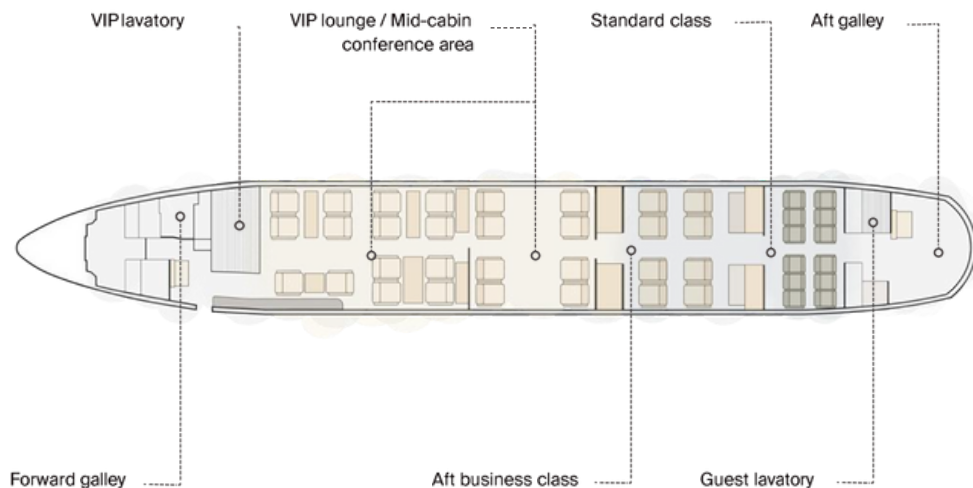 VIP lavatory
VIP lounge / Mid-cabin
conference area
Standard class
Aft galley
Forward galley
Aft business class
Guest lavatory